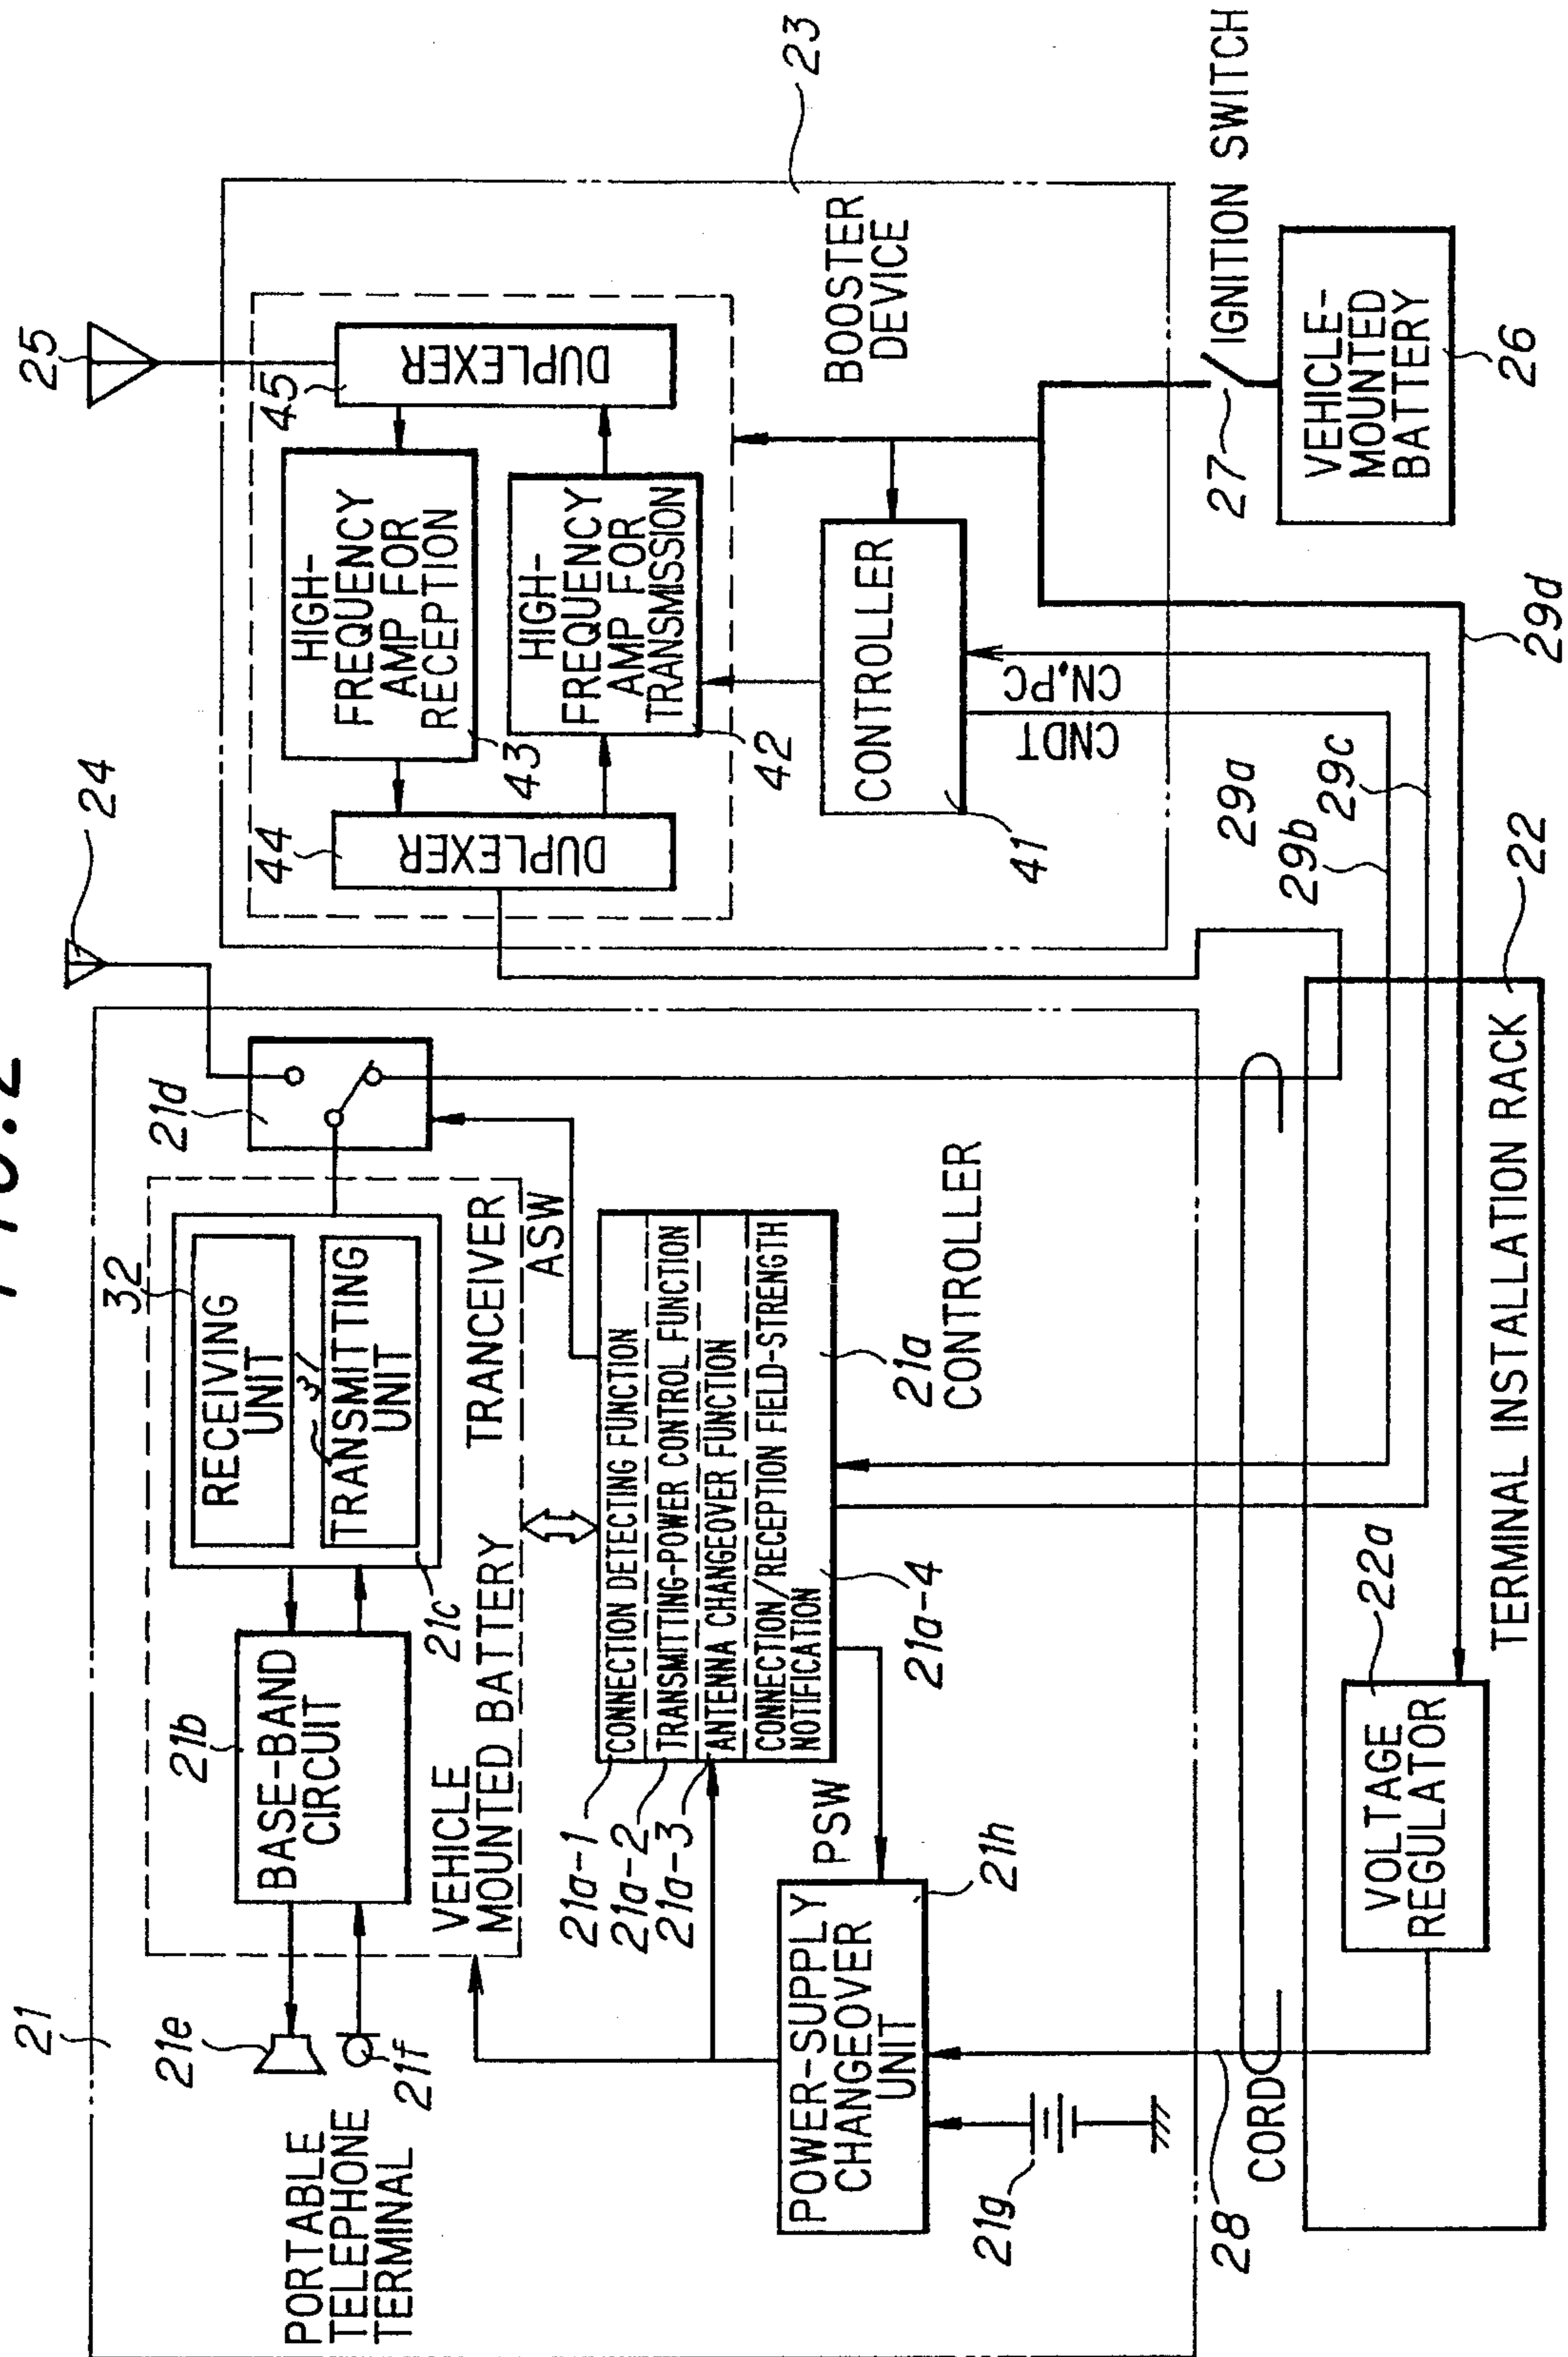 FIG. 2
21
PORTABLE
TELEPHONE
TERMINAL
21e
21f
21b
BASE-BAND
CIRCUIT
32
RECEIVING
UNIT
31
TRANSMITTING
UNIT
21c
VEHICLE
MOUNTED BATTERY
TRANCEIVER
ASW
21d
24
21a-1
21a-2
21a-3
CONNECTION DETECTING FUNCTION
TRANSMITTING-POWER CONTROL FUNCTION
ANTENNA CHANGEOVER FUNCTION
CONNECTION/RECEPTION FIELD-STRENGTH
NOTIFICATION
21a-4
21a
CONTROLLER
PSW
21h
POWER-SUPPLY
CHANGEOVER
UNIT
21g
28
CORD
VOLTAGE
REGULATOR
22a
TERMINAL INSTALLATION RACK
22
25
44
DUPLEXER
45
DUPLEXER
HIGH-
FREQUENCY
AMP FOR
RECEPTION
43
HIGH-
FREQUENCY
AMP FOR
TRANSMISSION
42
CONTROLLER
41
CNDT
CN.PC
BOOSTER
DEVICE
23
29a
29b
29c
29d
27
IGNITION SWITCH
VEHICLE-
MOUNTED
BATTERY
26